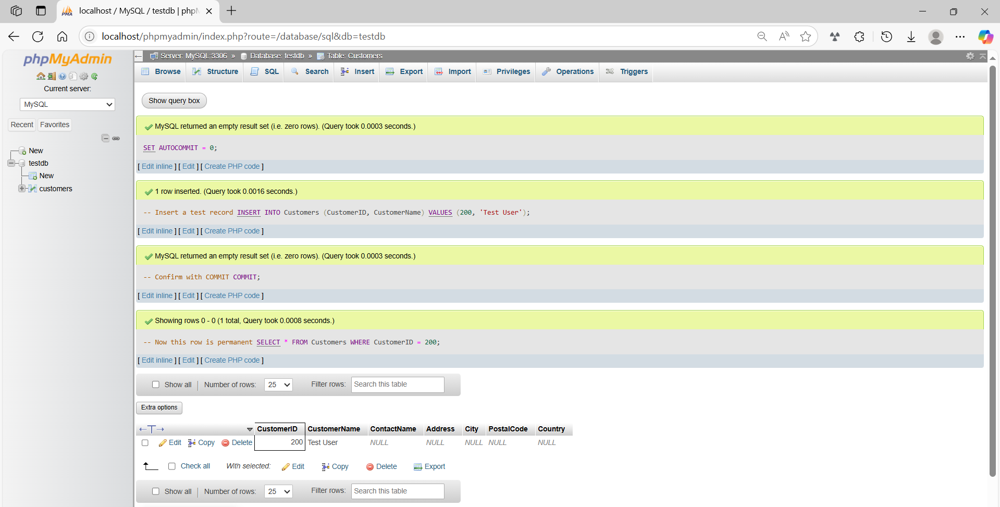 localhost / MySQL / testdb | php
localhost/phpmyadmin/index.php?route=/database/sql&db=testdb
phpMyAdmin
Current server:
MySQL
Recent Favorites
New
testdb
New
customers
Server: MySQL:3306 » Database: testdb » Table: Customers
Browse Structure SQL Search Insert Export Import Privileges Operations Triggers
Show query box
MySQL returned an empty result set (i.e. zero rows). (Query took 0.0003 seconds.)
SET AUTOCOMMIT = 0;
[ Edit inline ] [ Edit ] [ Create PHP code ]
1 row inserted. (Query took 0.0016 seconds.)
-- Insert a test record INSERT INTO Customers (CustomerID, CustomerName) VALUES (200, 'Test User');
[ Edit inline ] [ Edit ] [ Create PHP code ]
MySQL returned an empty result set (i.e. zero rows). (Query took 0.0003 seconds.)
-- Confirm with COMMIT COMMIT;
[ Edit inline ] [ Edit ] [ Create PHP code ]
Showing rows 0 - 0 (1 total, Query took 0.0008 seconds.)
-- Now this row is permanent SELECT * FROM Customers WHERE CustomerID = 200;
[ Edit inline ] [ Edit ] [ Create PHP code ]
Show all | Number of rows: 25 Filter rows: Search this table
Extra options
←T→ CustomerID CustomerName ContactName Address City PostalCode Country
Edit Copy Delete 200 Test User NULL NULL NULL NULL NULL
Check all With selected: Edit Copy Delete Export
Show all | Number of rows: 25 Filter rows: Search this table